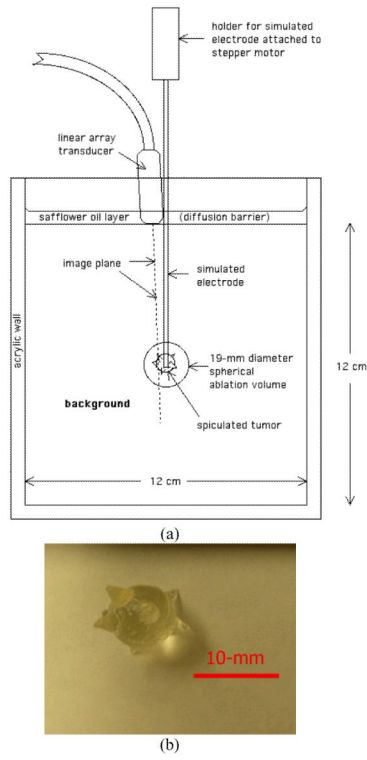 holder for simulated
electrode attached to
stepper motor
linear array
transducer
safflower oil layer
(diffusion barrier)
image plane
simulated
electrode
acrylic wall
19-mm diameter
spherical
ablation volume
12 cm
background
spiculated tumor
12 cm
(a)
10-mm
(b)